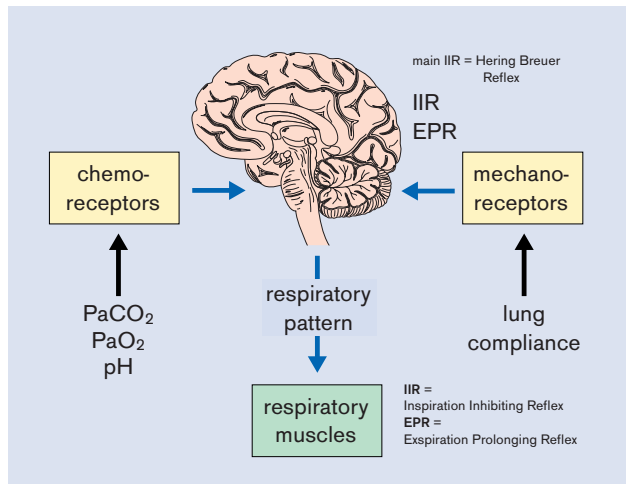 main IIR = Hering Breuer
Reflex
IIR
EPR
chemo-
receptors
mechano-
receptors
PaCO₂
PaO₂
pH
respiratory
pattern
lung
compliance
respiratory
muscles
IIR =
Inspiration Inhibiting Reflex
EPR =
Exspiration Prolonging Reflex